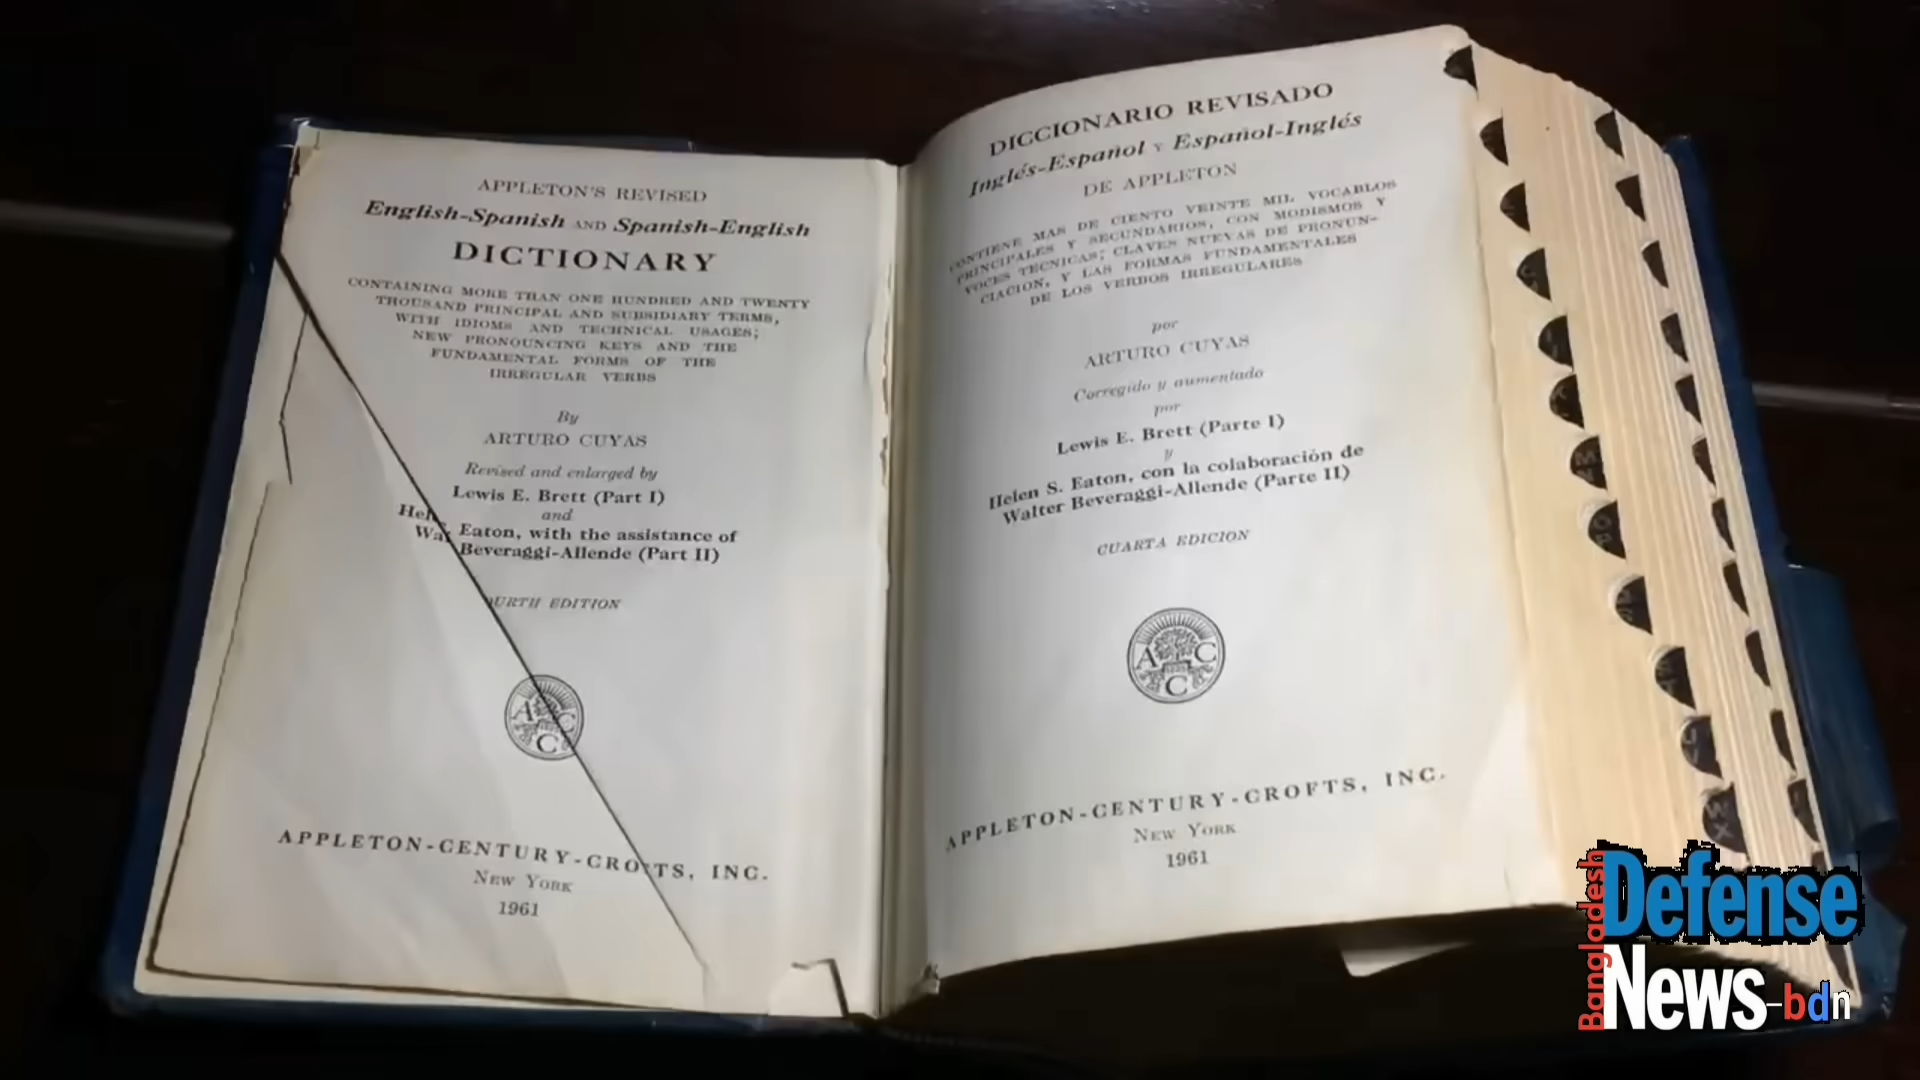 APPLETON'S REVISED
English-Spanish AND Spanish-English
DICTIONARY
CONTAINING MORE THAN ONE HUNDRED AND TWENTY
THOUSAND PRINCIPAL AND SUBSIDIARY TERMS,
WITH IDIOMS AND TECHNICAL USAGES;
NEW PRONOUNCING KEYS AND THE
FUNDAMENTAL FORMS OF THE
IRREGULAR VERBS
By
ARTURO CUYAS
Revised and enlarged by
Lewis E. Brett (Part I)
and
Eaton, with the assistance of
Beveraggi-Allende (Part II)
EDITION
A C
C
APPLETON-CENTURY-CROFTS, INC.
NEW YORK
1961
DICCIONARIO REVISADO
Inglés-Español Y Español-Inglés
DE APPLETON
CONTIENE MAS DE CIENTO VEINTE MIL VOCABLOS
PRINCIPALES Y SECUNDARIOS, CON MODISMOS Y
VOCES TECNICAS; CLAVES NUEVAS DE PRONUN-
CIACION, Y LAS FORMAS FUNDAMENTALES
DE LOS VERBOS IRREGULARES
por
ARTURO CUYAS
Corregido y aumentado
por
Lewis E. Brett (Parte I)
y
Helen S. Eaton, con la colaboración de
Walter Beveraggi-Allende (Parte II)
CUARTA EDICION
A C
C
APPLETON-CENTURY-CROFTS, INC.
NEW YORK
1961
Bangladesh
Defense
News-bdn